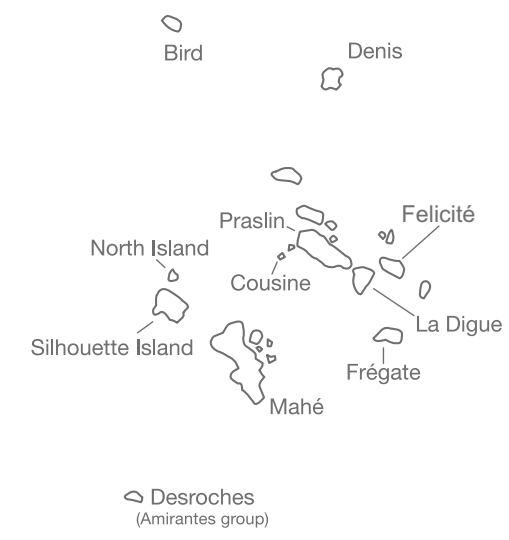 Bird
Denis
Praslin
Felicité
North Island
Cousine
La Digue
Silhouette Island
Frégate
Mahé
Desroches
(Amirantes group)